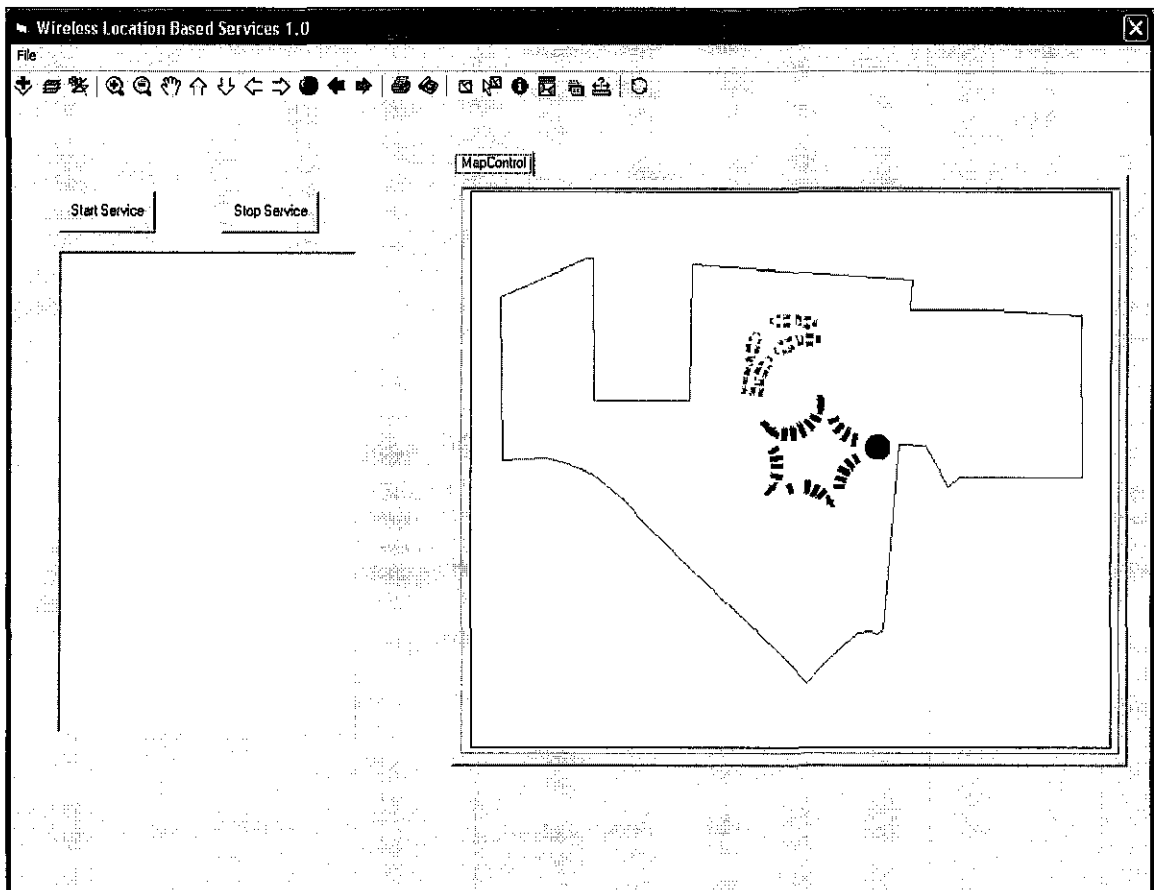 Wireless Location Based Services 1.0
File
MapControl
Start Service
Stop Service